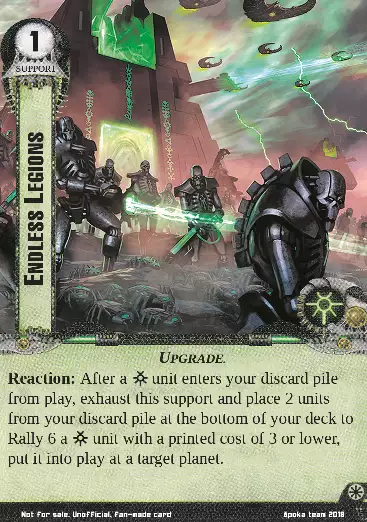 1
SUPPORT
ENDLESS LEGIONS
UPGRADE.
Reaction: After a unit enters your discard pile
from play, exhaust this support and place 2 units
from your discard pile at the bottom of your deck to
Rally 6 a unit with a printed cost of 3 or lower,
put it into play at a target planet.
Not for sale. Unofficial, Fan-made card
Apoka team 2018